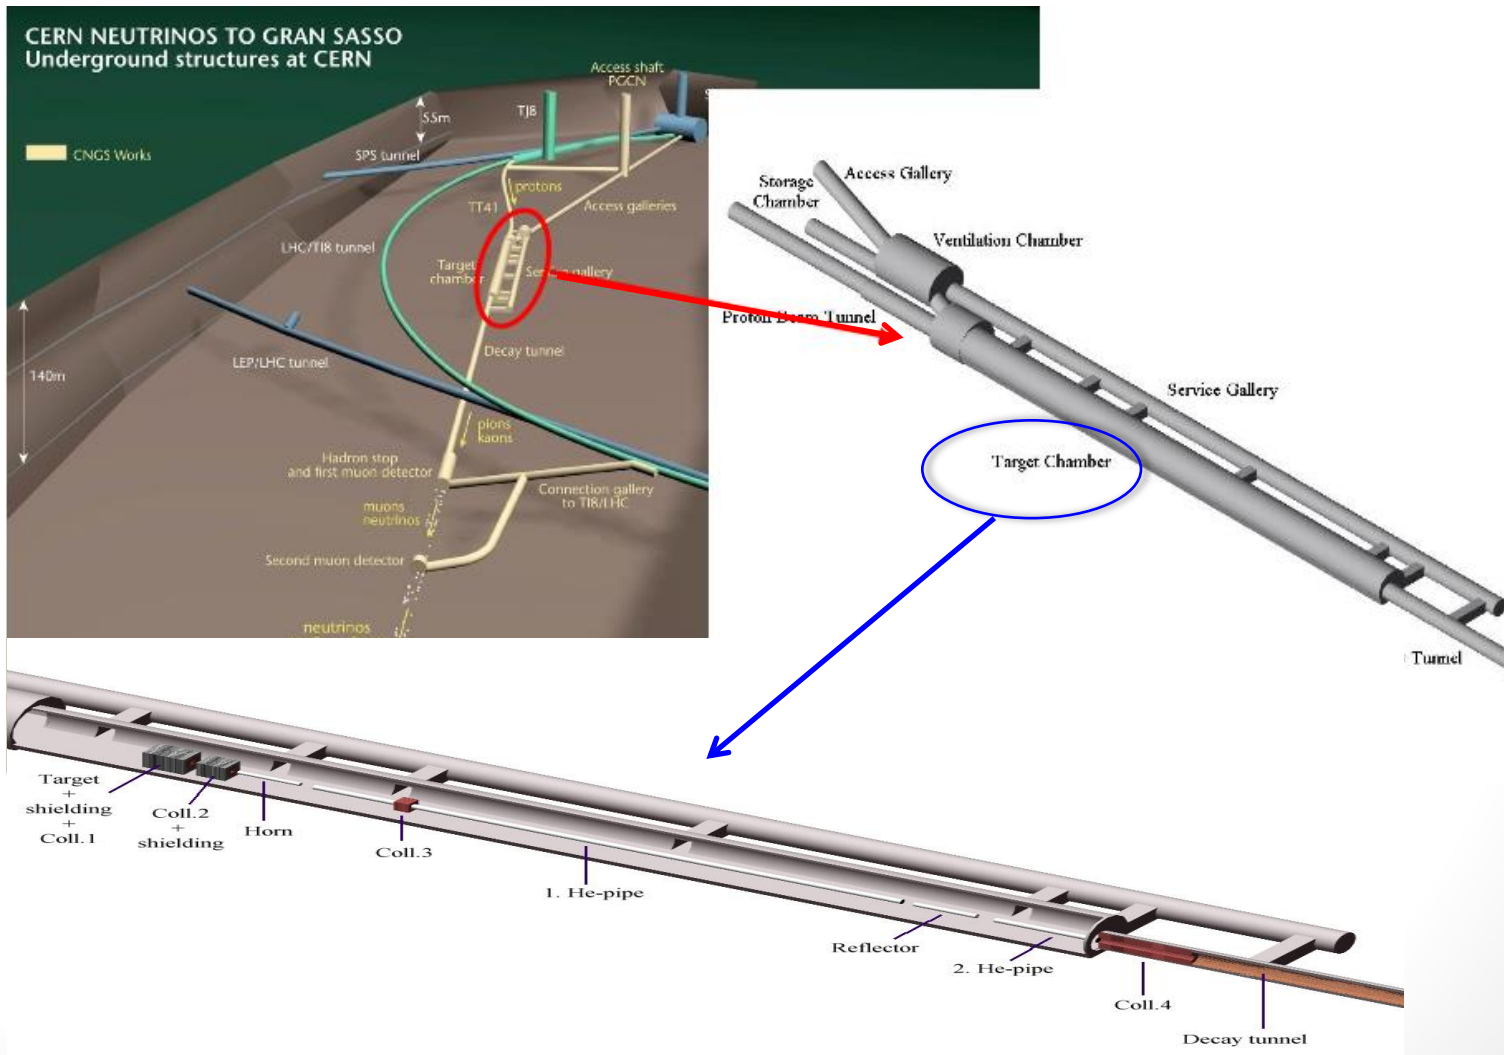 CERN NEUTRINOS TO GRAN SASSO
Underground structures at CERN
CNGS Works
55m
Access shaft
PGCN
TJ8
SPS tunnel
protons
TT41
Access galleries
LHC/TI8 tunnel
Target
chamber
Service gallery
Decay tunnel
LEP/LHC tunnel
140m
pions
kaons
Hadron stop
and first muon detector
Connection gallery
to TI8/LHC
muons
neutrinos
Second muon detector
neutrinos
Access Gallery
Storage
Chamber
Ventilation Chamber
Proton Beam Tunnel
Service Gallery
Target Chamber
Tunnel
Target
+
shielding
+
Coll.1
Coll.2
+
shielding
Horn
Coll.3
1. He-pipe
Reflector
2. He-pipe
Coll.4
Decay tunnel